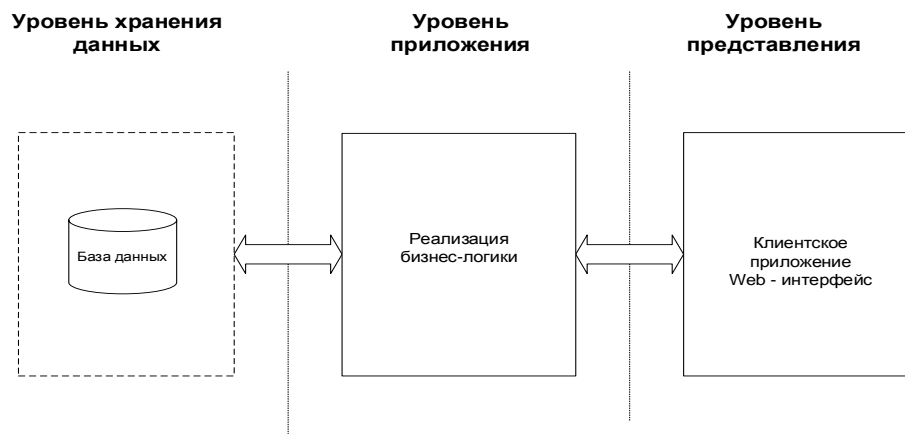 Уровень хранения
данных
Уровень
приложения
Уровень
представления
База данных
Реализация
бизнес-логики
Клиентское
приложение
Web - интерфейс